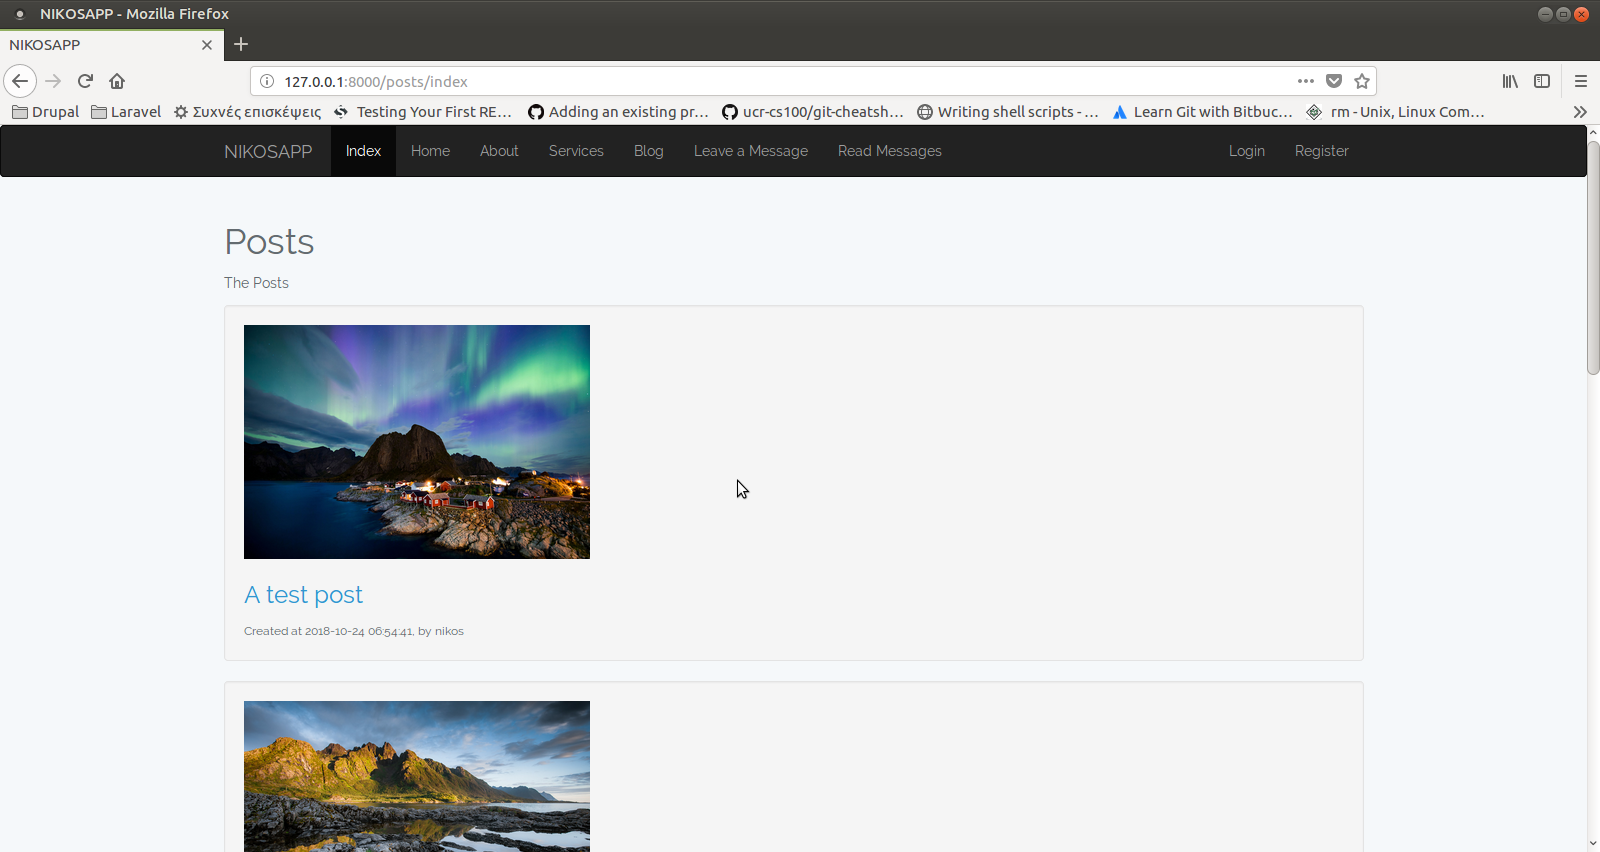 NIKOSAPP - Mozilla Firefox
NIKOSAPP
127.0.0.1:8000/posts/index
Drupal Laravel Συχνές επισκέψεις Testing Your First RE… Adding an existing pr… ucr-cs100/git-cheatsh… Writing shell scripts - … Learn Git with Bitbuc… rm - Unix, Linux Com…
NIKOSAPP Index Home About Services Blog Leave a Message Read Messages Login Register
Posts
The Posts
A test post
Created at 2018-10-24 06:54:41, by nikos